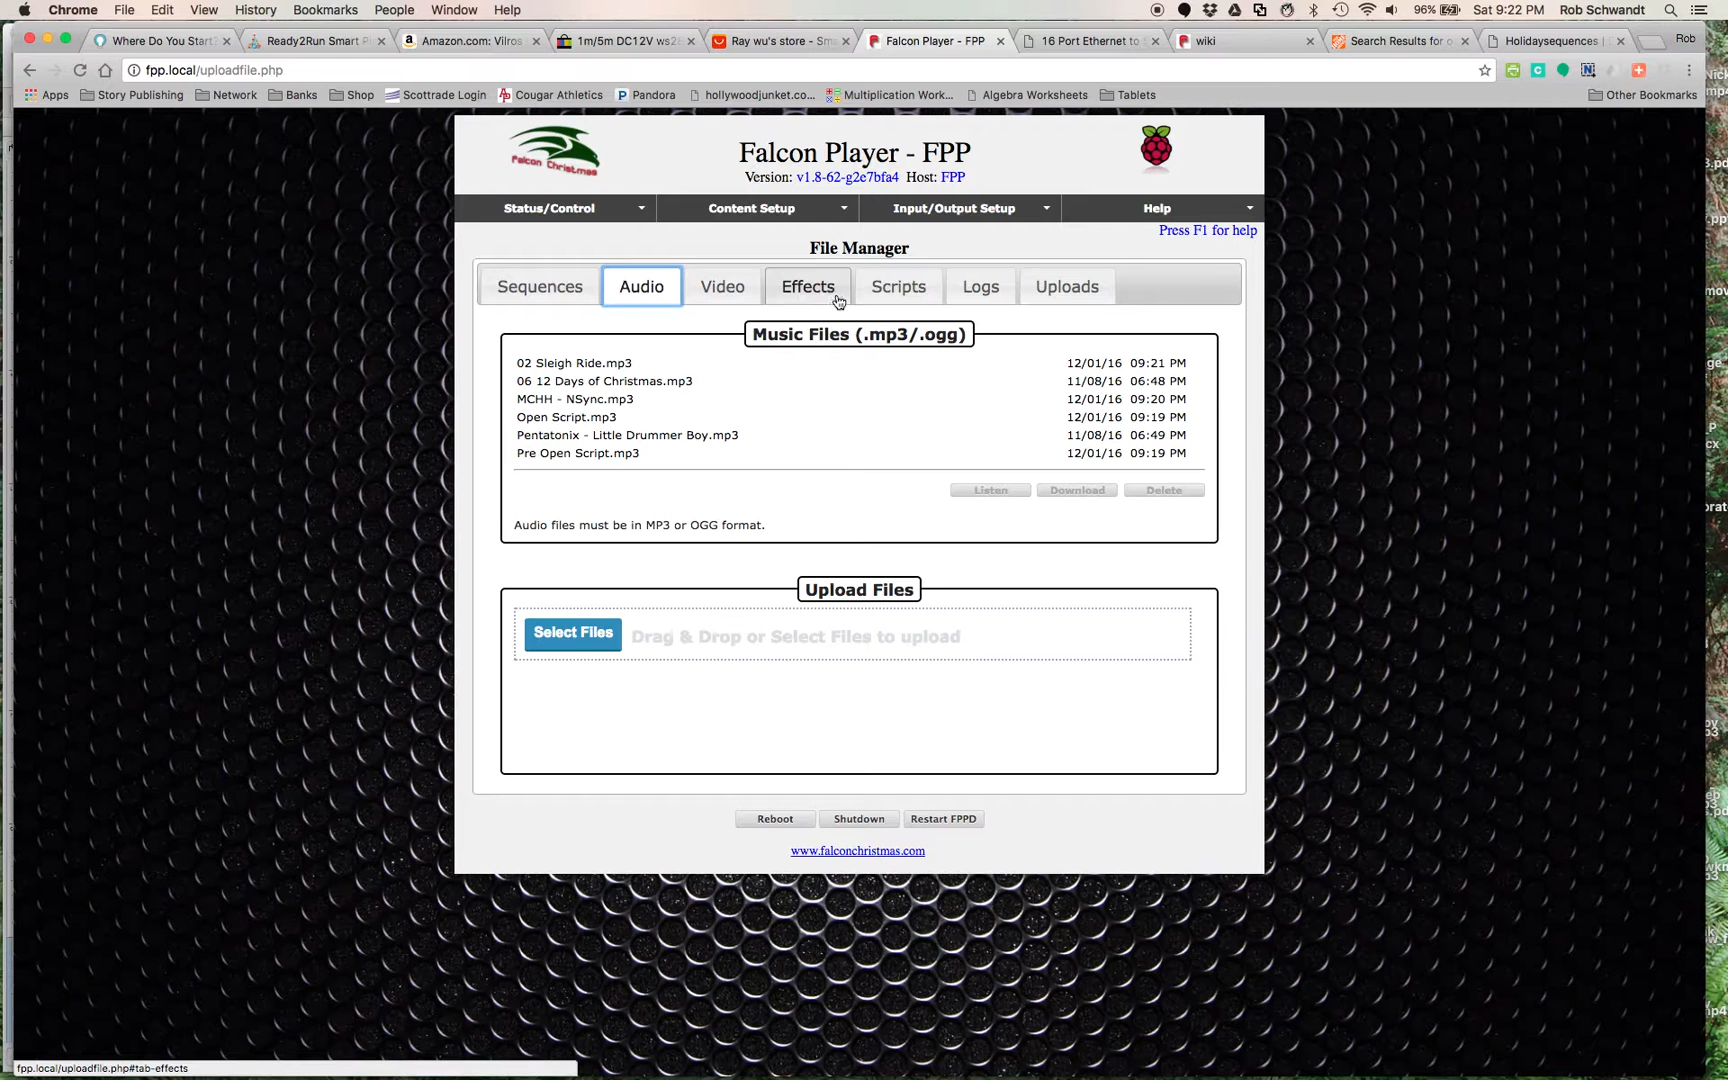 Chrome File Edit View History Bookmarks People Window Help 96% Sat 9:22 PM Rob Schwandt
Where Do You Start? Ready2Run Smart P Amazon.com: Vilros 1m/5m DC12V ws28 Ray wu's store - Sma Falcon Player - FPP 16 Port Ethernet to S wiki Search Results for o Holidaysequences | Rob
fpp.local/uploadfile.php
Apps Story Publishing Network Banks Shop Scottrade Login Cougar Athletics Pandora hollywoodjunket.co... Multiplication Work... Algebra Worksheets Tablets Other Bookmarks
Falcon Christmas
Falcon Player - FPP
Version: v1.8-62-g2e7bfa4 Host: FPP
Status/Control Content Setup Input/Output Setup Help
Press F1 for help
File Manager
Sequences Audio Video Effects Scripts Logs Uploads
Music Files (.mp3/.ogg)
02 Sleigh Ride.mp3 12/01/16 09:21 PM
06 12 Days of Christmas.mp3 11/08/16 06:48 PM
MCHH - NSync.mp3 12/01/16 09:20 PM
Open Script.mp3 12/01/16 09:19 PM
Pentatonix - Little Drummer Boy.mp3 11/08/16 06:49 PM
Pre Open Script.mp3 12/01/16 09:19 PM
Listen Download Delete
Audio files must be in MP3 or OGG format.
Upload Files
Select Files Drag & Drop or Select Files to upload
Reboot Shutdown Restart FPPD
www.falconchristmas.com
fpp.local/uploadfile.php#tab-effects